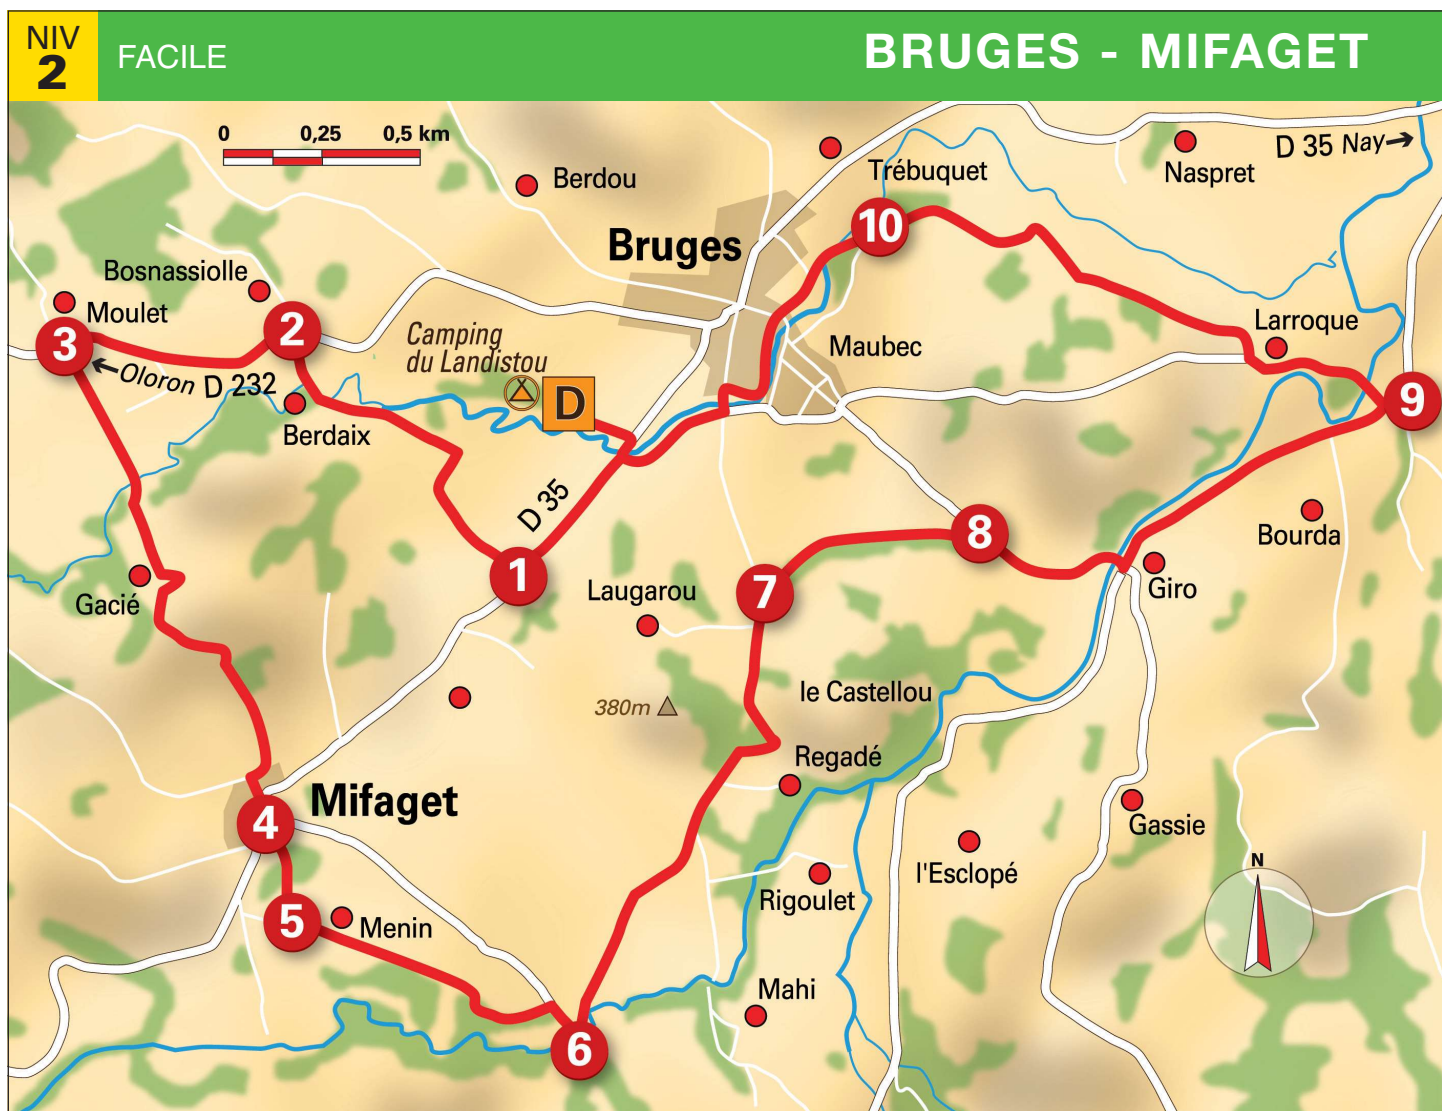 NIV
2
FACILE
BRUGES - MIFAGET
0 0,25 0,5 km
D 35 Nay
Berdou
Trébuquet
Naspret
10
Bruges
Bosnassiolle
Moulet
2
3
Camping
du Landistou
Larroque
Maubec
Oloron D 232
D
9
Berdaix
D 35
Bourda
8
1
7
Laugarou
Giro
Gacié
le Castellou
380m
Regadé
Mifaget
4
Gassie
N
l'Esclopé
Rigoulet
5
Menin
Mahi
6